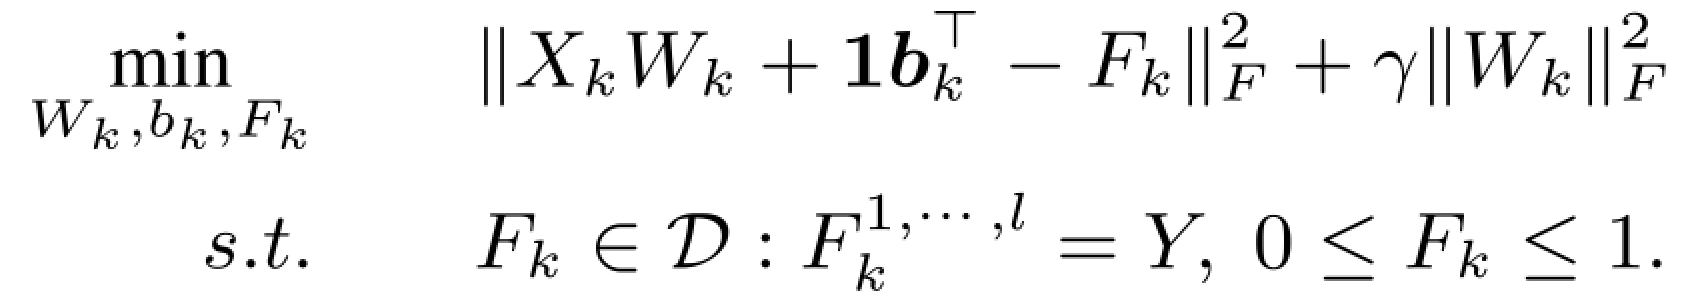 min_{W_k, b_k, F_k} ‖X_k W_k + 𝟏𝒃_k^⊤ − F_k‖_F^2 + γ‖W_k‖_F^2
s.t. F_k ∈ 𝒟 : F_k^{1,⋯,l} = Y, 0 ≤ F_k ≤ 1.